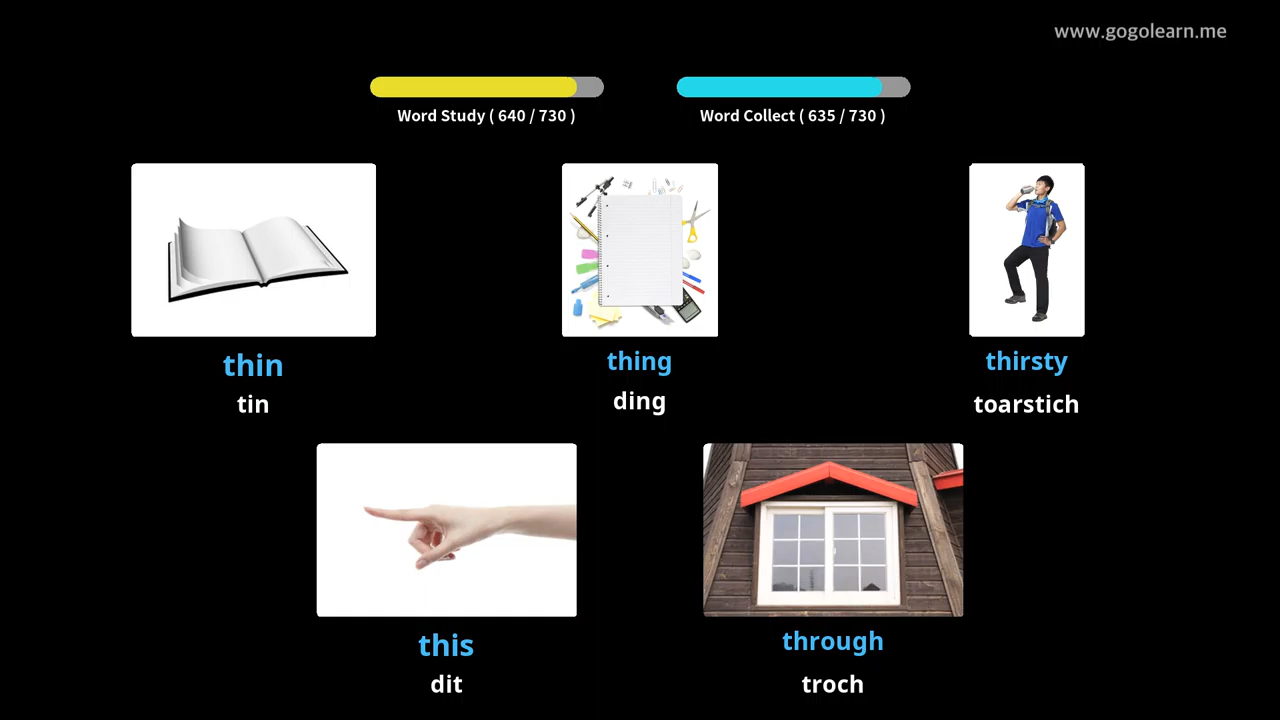 www.gogolearn.me
Word Study ( 640 / 730 )
Word Collect ( 635 / 730 )
thin
tin
thing
ding
thirsty
toarstich
this
dit
through
troch